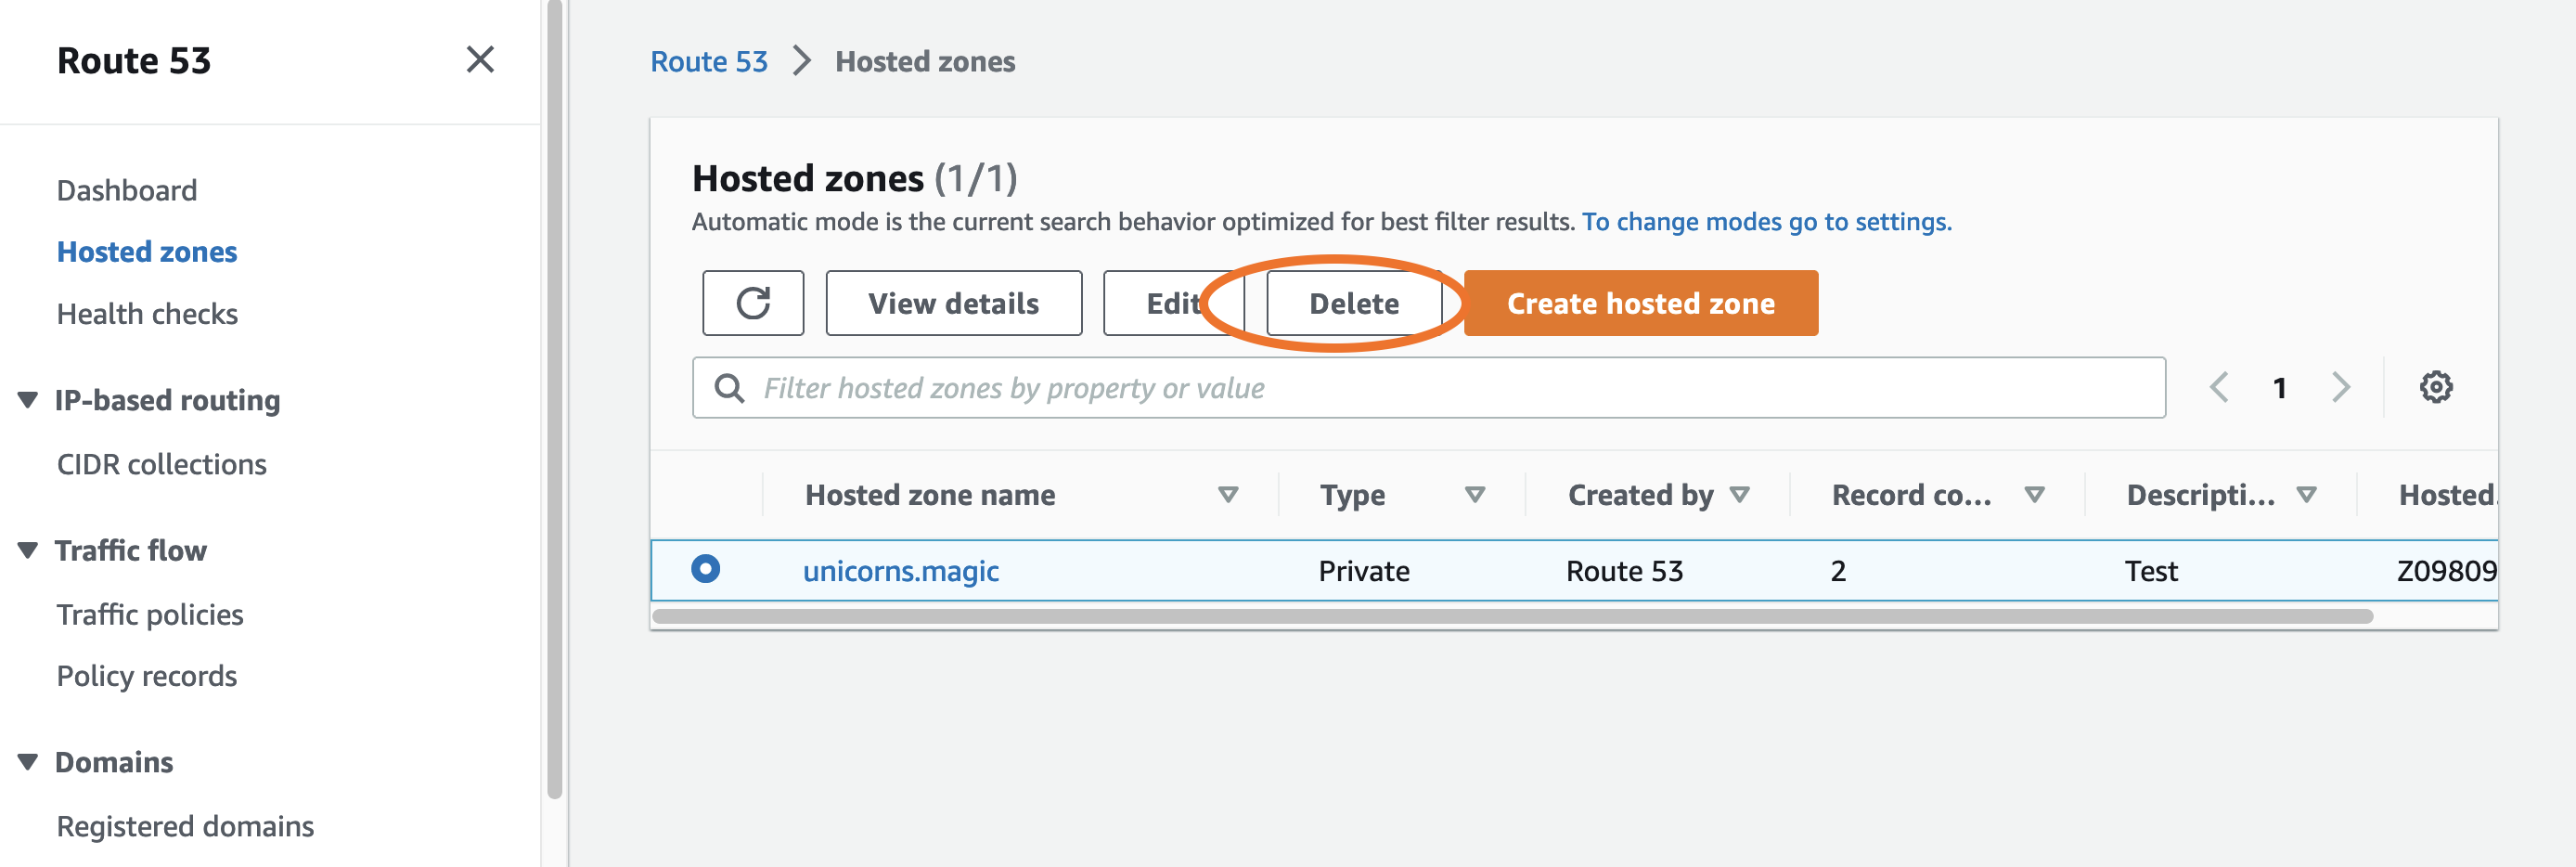 Route 53
Dashboard
Hosted zones
Health checks
IP-based routing
CIDR collections
Traffic flow
Traffic policies
Policy records
Domains
Registered domains
Route 53 > Hosted zones
Hosted zones (1/1)
Automatic mode is the current search behavior optimized for best filter results. To change modes go to settings.
View details Edit Delete Create hosted zone
Filter hosted zones by property or value 1
Hosted zone name Type Created by Record co... Descripti... Hosted.
unicorns.magic Private Route 53 2 Test Z09809